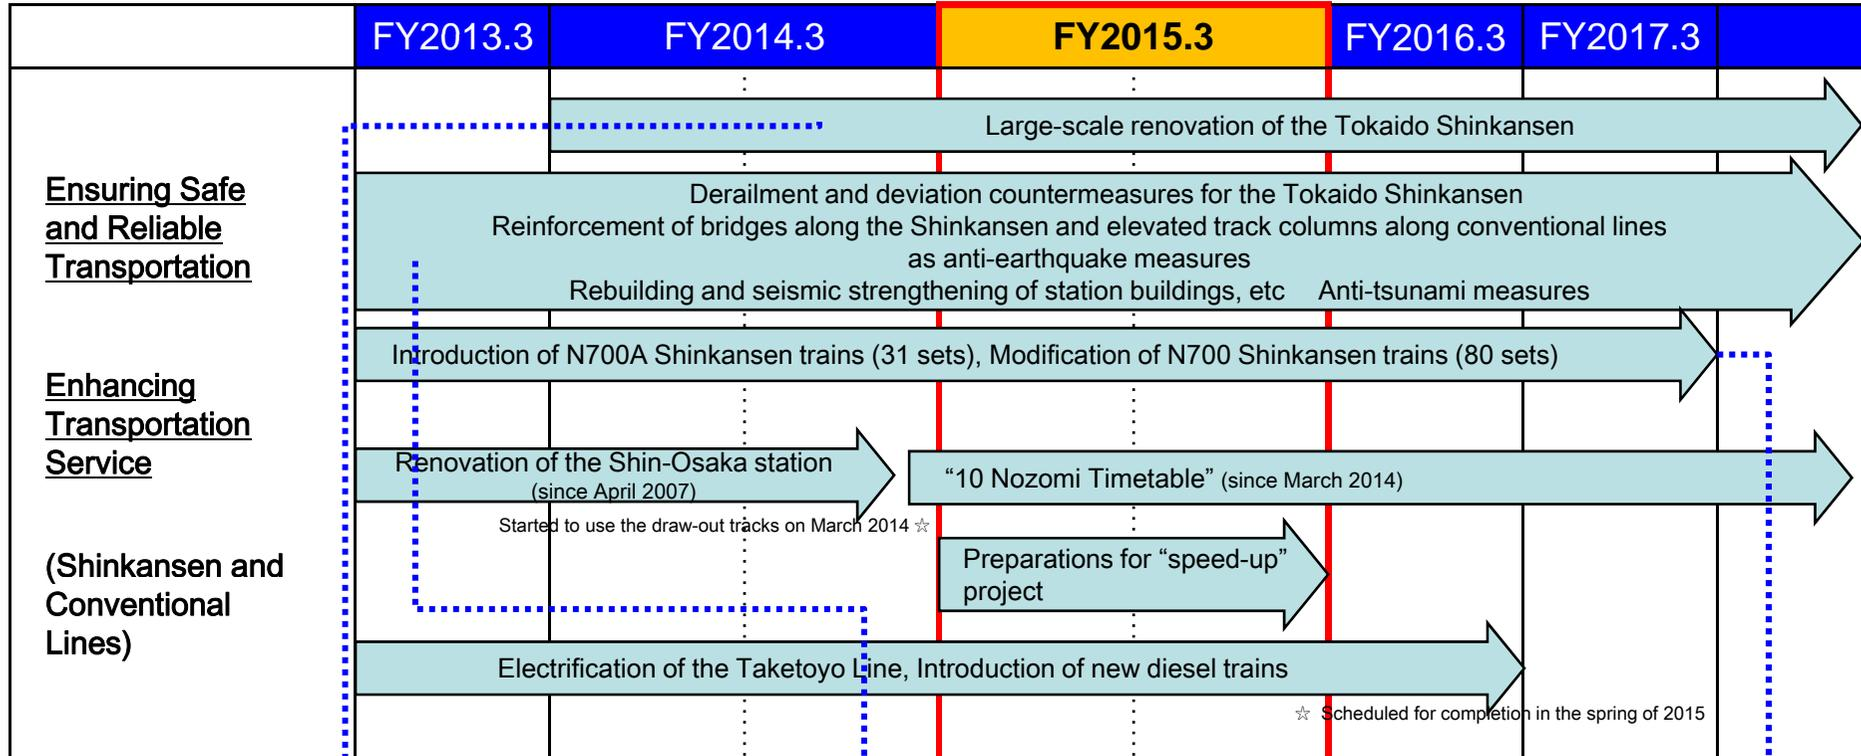 FY2013.3 FY2014.3 FY2015.3 FY2016.3 FY2017.3
Large-scale renovation of the Tokaido Shinkansen
Ensuring Safe
and Reliable
Transportation
Derailment and deviation countermeasures for the Tokaido Shinkansen
Reinforcement of bridges along the Shinkansen and elevated track columns along conventional lines
as anti-earthquake measures
Rebuilding and seismic strengthening of station buildings, etc Anti-tsunami measures
Introduction of N700A Shinkansen trains (31 sets), Modification of N700 Shinkansen trains (80 sets)
Enhancing
Transportation
Service
Renovation of the Shin-Osaka station
(since April 2007)
“10 Nozomi Timetable” (since March 2014)
Started to use the draw-out tracks on March 2014 ☆
Preparations for “speed-up”
project
(Shinkansen and
Conventional
Lines)
Electrification of the Taketoyo Line, Introduction of new diesel trains
☆ Scheduled for completion in the spring of 2015